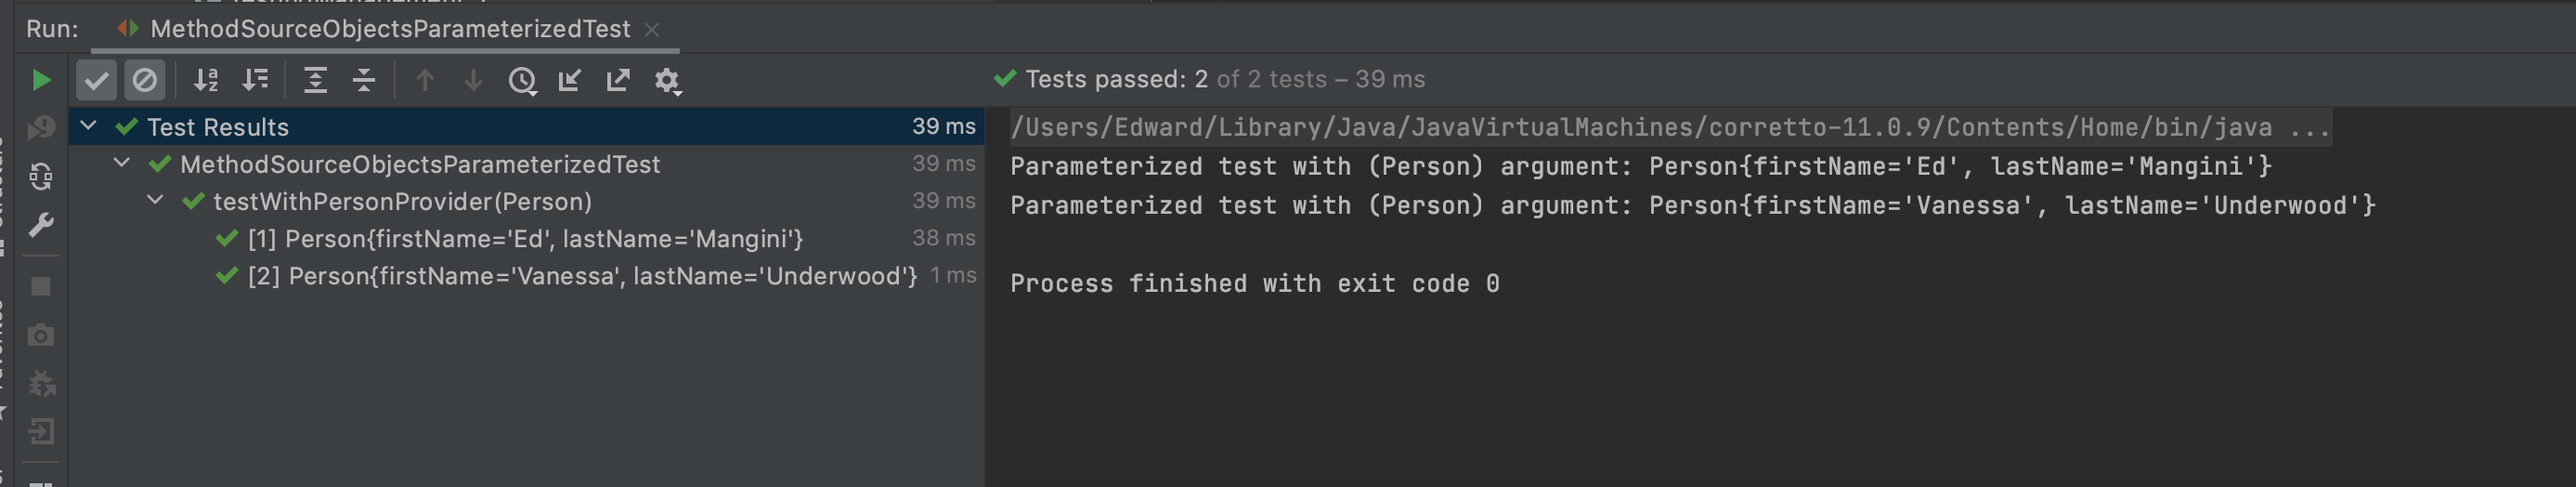 Run: MethodSourceObjectsParameterizedTest
Tests passed: 2 of 2 tests – 39 ms
Test Results 39 ms
MethodSourceObjectsParameterizedTest 39 ms
testWithPersonProvider(Person) 39 ms
[1] Person{firstName='Ed', lastName='Mangini'} 38 ms
[2] Person{firstName='Vanessa', lastName='Underwood'} 1 ms
/Users/Edward/Library/Java/JavaVirtualMachines/corretto-11.0.9/Contents/Home/bin/java ...
Parameterized test with (Person) argument: Person{firstName='Ed', lastName='Mangini'}
Parameterized test with (Person) argument: Person{firstName='Vanessa', lastName='Underwood'}
Process finished with exit code 0